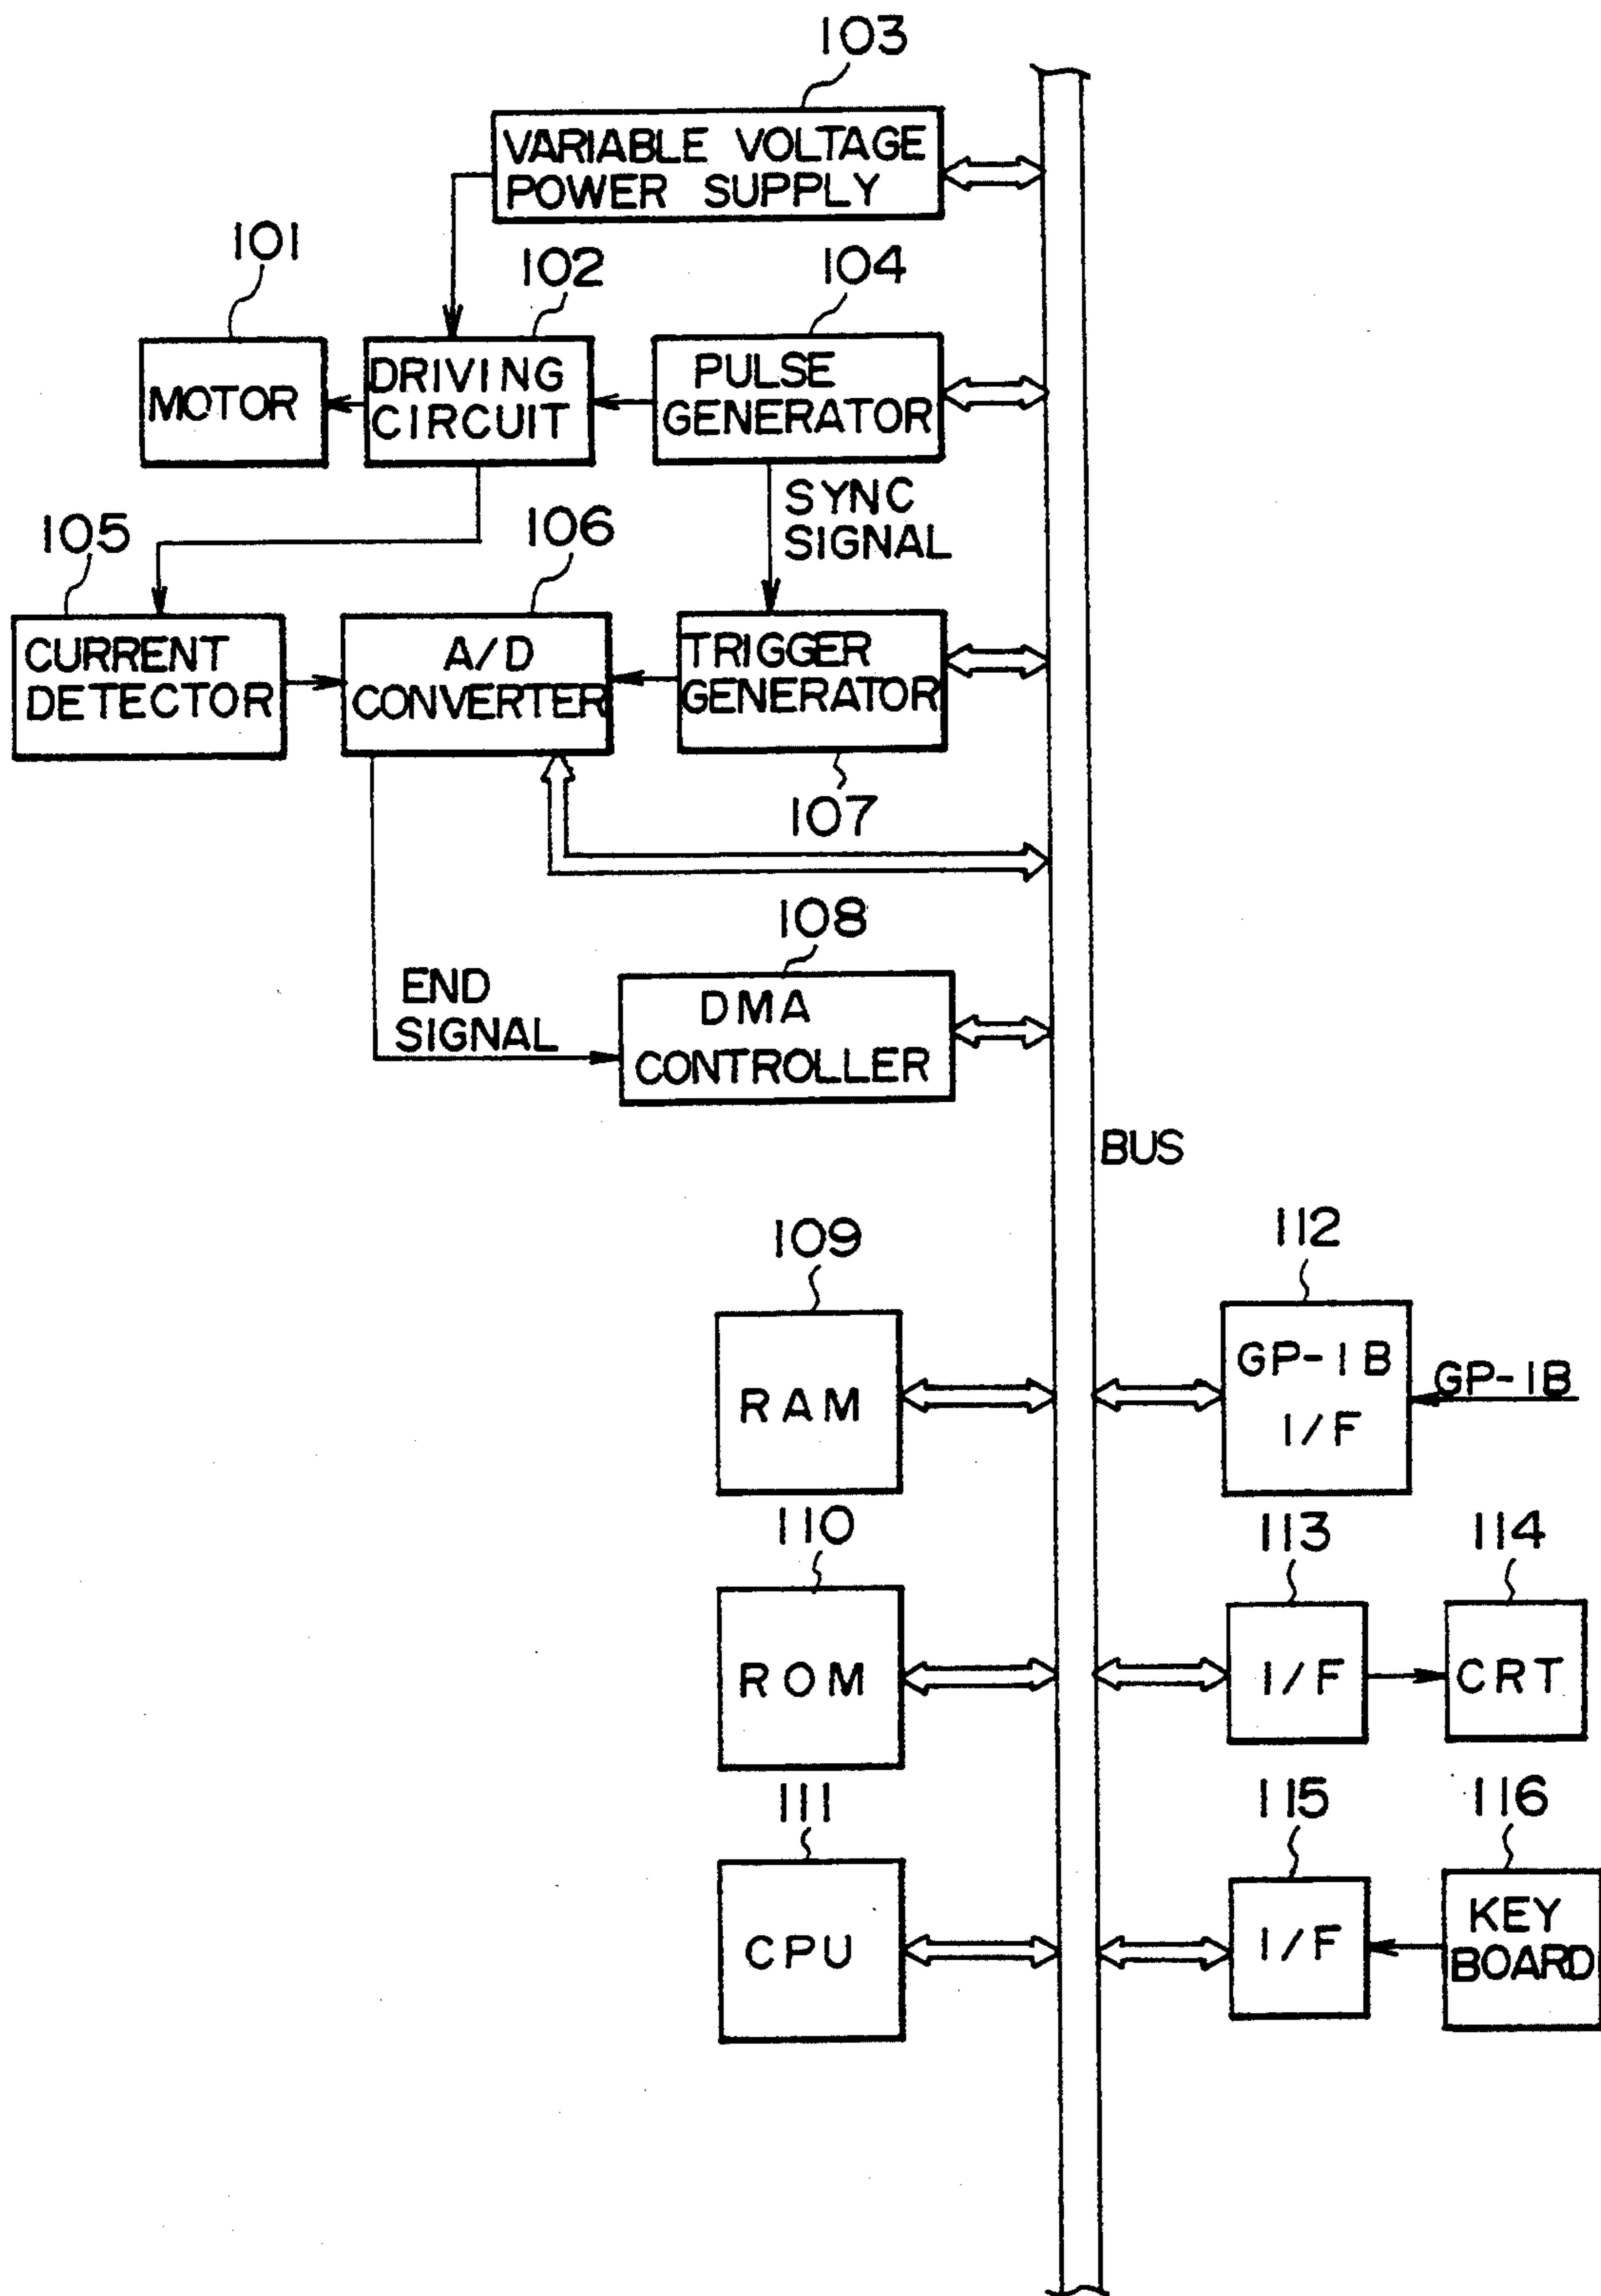 103
VARIABLE VOLTAGE
POWER SUPPLY
101
102
104
MOTOR
DRIVING
CIRCUIT
PULSE
GENERATOR
SYNC
SIGNAL
105
106
CURRENT
DETECTOR
A/D
CONVERTER
TRIGGER
GENERATOR
107
108
END
SIGNAL
DMA
CONTROLLER
BUS
109
112
RAM
GP-IB
I/F
GP-IB
110
113
114
ROM
I/F
CRT
111
115
116
CPU
I/F
KEY
BOARD